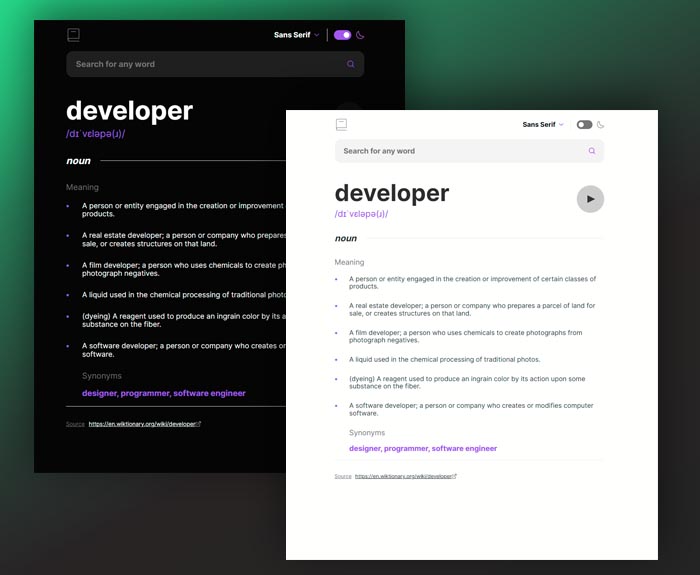 Sans Serif
Search for any word
developer
/dɪˈvɛləpə(ɹ)/
noun
Meaning
A person or entity engaged in the creation or improvement
products.
A real estate developer; a person or company who prepares
sale, or creates structures on that land.
A film developer; a person who uses chemicals to create ph
photograph negatives.
A liquid used in the chemical processing of traditional photo
(dyeing) A reagent used to produce an ingrain color by its a
substance on the fiber.
A software developer; a person or company who creates or
software.
Synonyms
designer, programmer, software engineer
Source https://en.wiktionary.org/wiki/developer
Sans Serif
Search for any word
developer
/dɪˈvɛləpə(ɹ)/
noun
Meaning
A person or entity engaged in the creation or improvement of certain classes of
products.
A real estate developer; a person or company who prepares a parcel of land for
sale, or creates structures on that land.
A film developer; a person who uses chemicals to create photographs from
photograph negatives.
A liquid used in the chemical processing of traditional photos.
(dyeing) A reagent used to produce an ingrain color by its action upon some
substance on the fiber.
A software developer; a person or company who creates or modifies computer
software.
Synonyms
designer, programmer, software engineer
Source https://en.wiktionary.org/wiki/developer